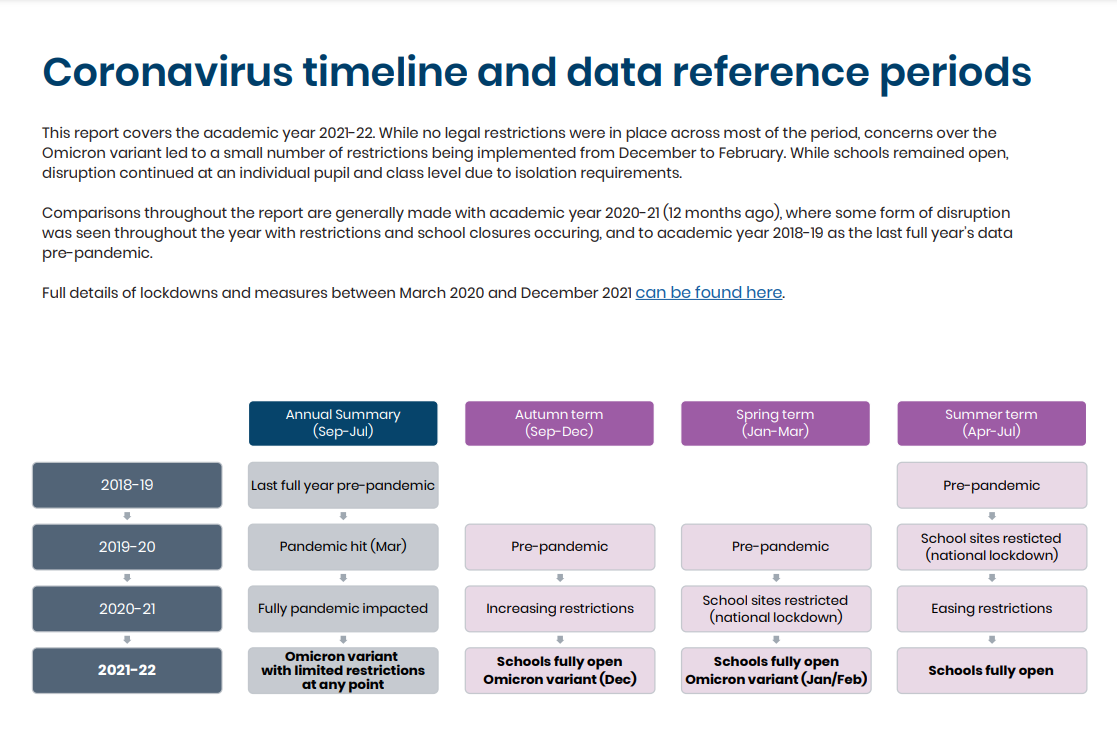 Coronavirus timeline and data reference periods
This report covers the academic year 2021-22. While no legal restrictions were in place across most of the period, concerns over the
Omicron variant led to a small number of restrictions being implemented from December to February. While schools remained open,
disruption continued at an individual pupil and class level due to isolation requirements.
Comparisons throughout the report are generally made with academic year 2020-21 (12 months ago), where some form of disruption
was seen throughout the year with restrictions and school closures occuring, and to academic year 2018-19 as the last full year's data
pre-pandemic.
Full details of lockdowns and measures between March 2020 and December 2021 can be found here.
Annual Summary
(Sep-Jul)
Autumn term
(Sep-Dec)
Spring term
(Jan-Mar)
Summer term
(Apr-Jul)
2018-19
Last full year pre-pandemic
Pre-pandemic
2019-20
Pandemic hit (Mar)
Pre-pandemic
Pre-pandemic
School sites resticted
(national lockdown)
2020-21
Fully pandemic impacted
Increasing restrictions
School sites restricted
(national lockdown)
Easing restrictions
2021-22
Omicron variant
with limited restrictions
at any point
Schools fully open
Omicron variant (Dec)
Schools fully open
Omicron variant (Jan/Feb)
Schools fully open